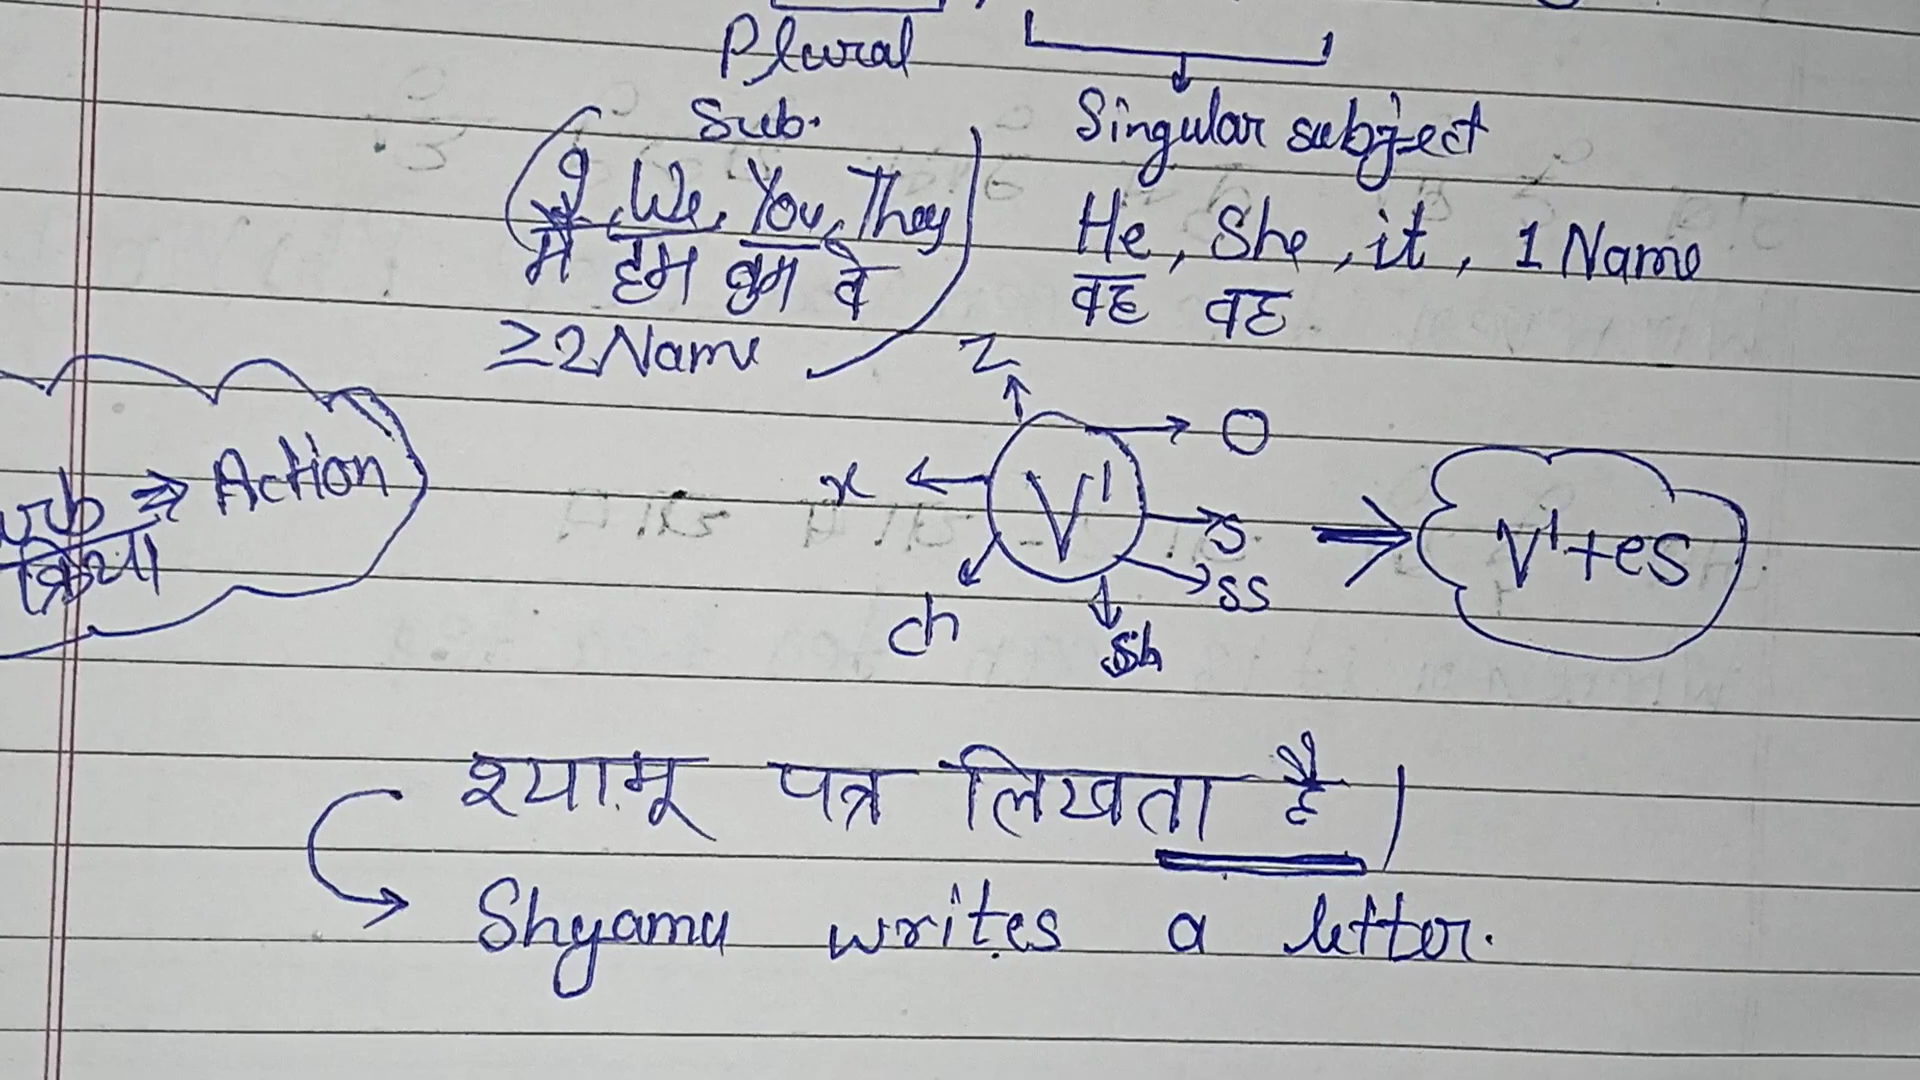 Plural
Sub.
Singular subject
I, We, You, They
मैं हम तुम वे
He, She, it, 1 Name
वह वह
≥2 Name
Z
O
x
V¹
S
ss
ch
sh
⇒ V¹+es
⇒ Action
क्रिया
श्यामू पत्र लिखता है।
Shyamu writes a letter.